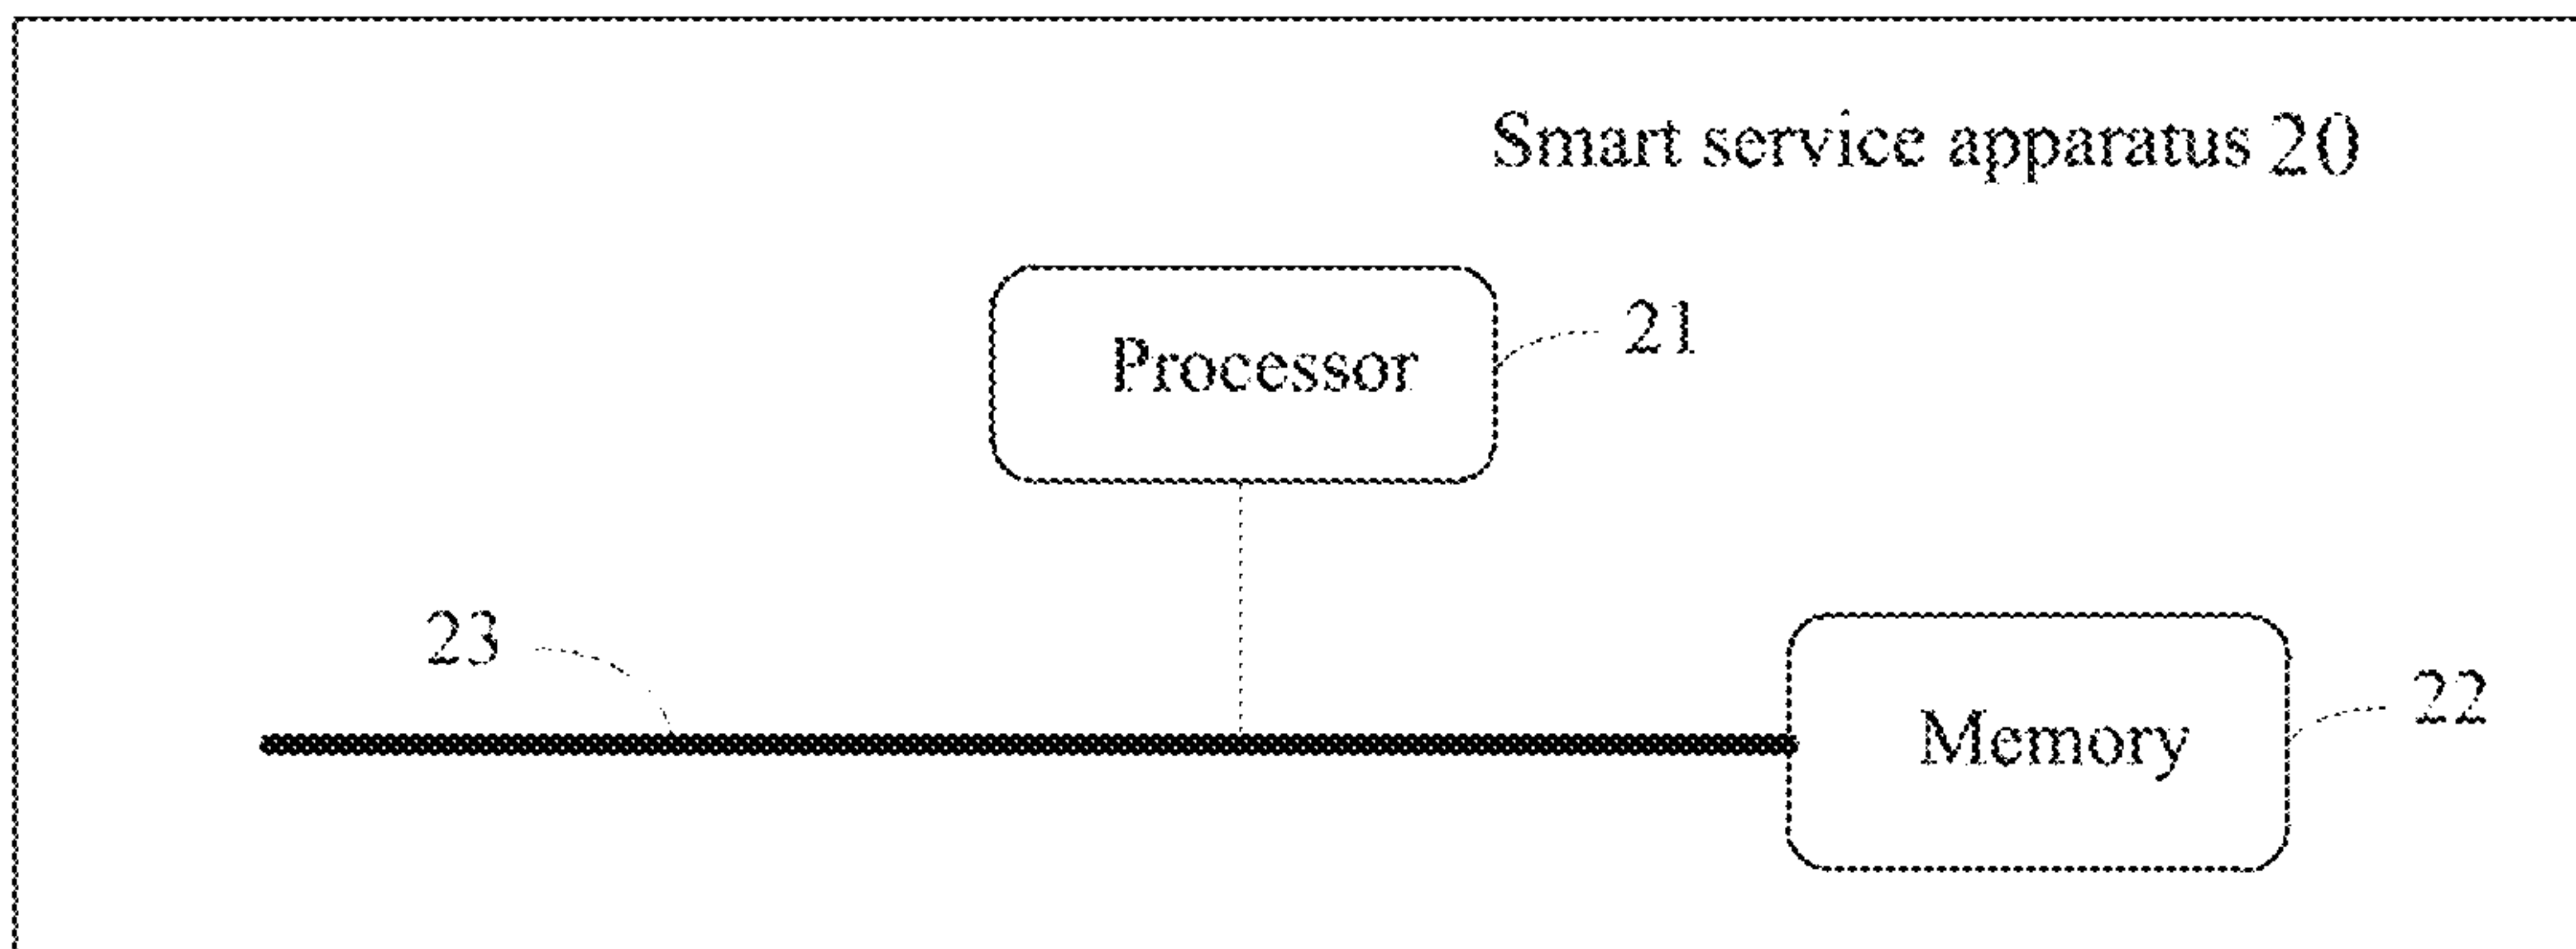 Smart service apparatus 20
Processor
21
23
Memory
22